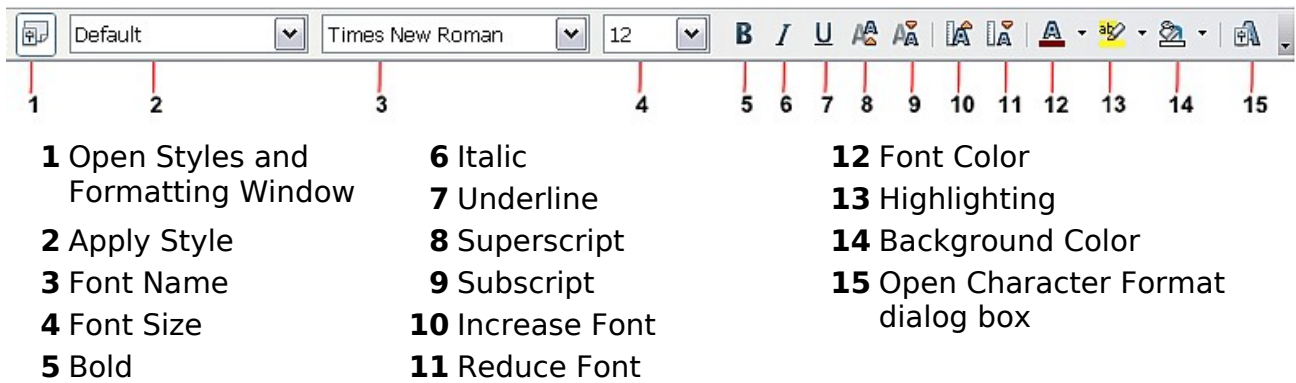 Default Times New Roman 12 B I U
1 2 3 4 5 6 7 8 9 10 11 12 13 14 15
1 Open Styles and
Formatting Window
2 Apply Style
3 Font Name
4 Font Size
5 Bold
6 Italic
7 Underline
8 Superscript
9 Subscript
10 Increase Font
11 Reduce Font
12 Font Color
13 Highlighting
14 Background Color
15 Open Character Format
dialog box